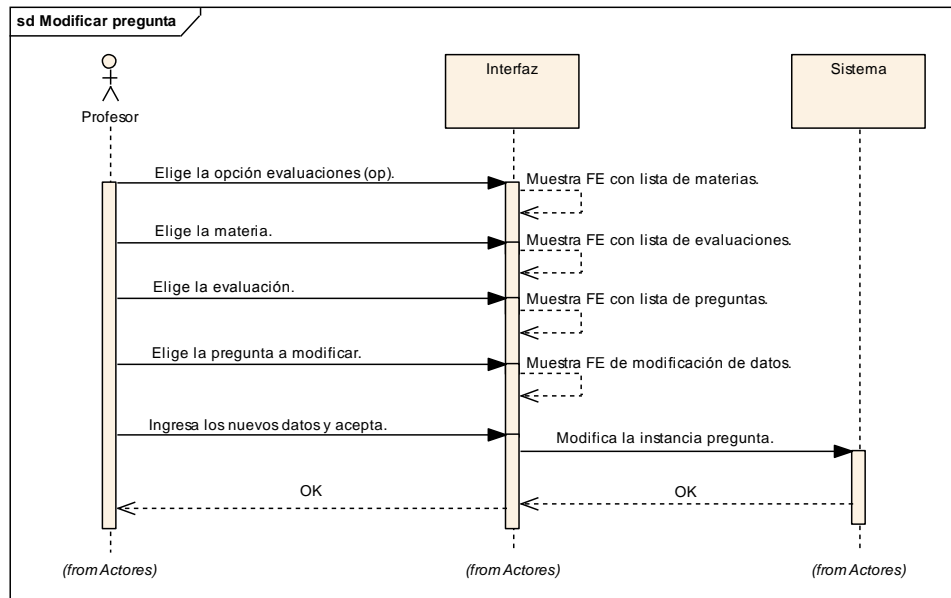 sd Modificar pregunta
Profesor
Interfaz
Sistema
Elige la opción evaluaciones (op).
Muestra FE con lista de materias.
Elige la materia.
Muestra FE con lista de evaluaciones.
Elige la evaluación.
Muestra FE con lista de preguntas.
Elige la pregunta a modificar.
Muestra FE de modificación de datos.
Ingresa los nuevos datos y acepta.
Modifica la instancia pregunta.
OK
OK
(from Actores)
(from Actores)
(from Actores)